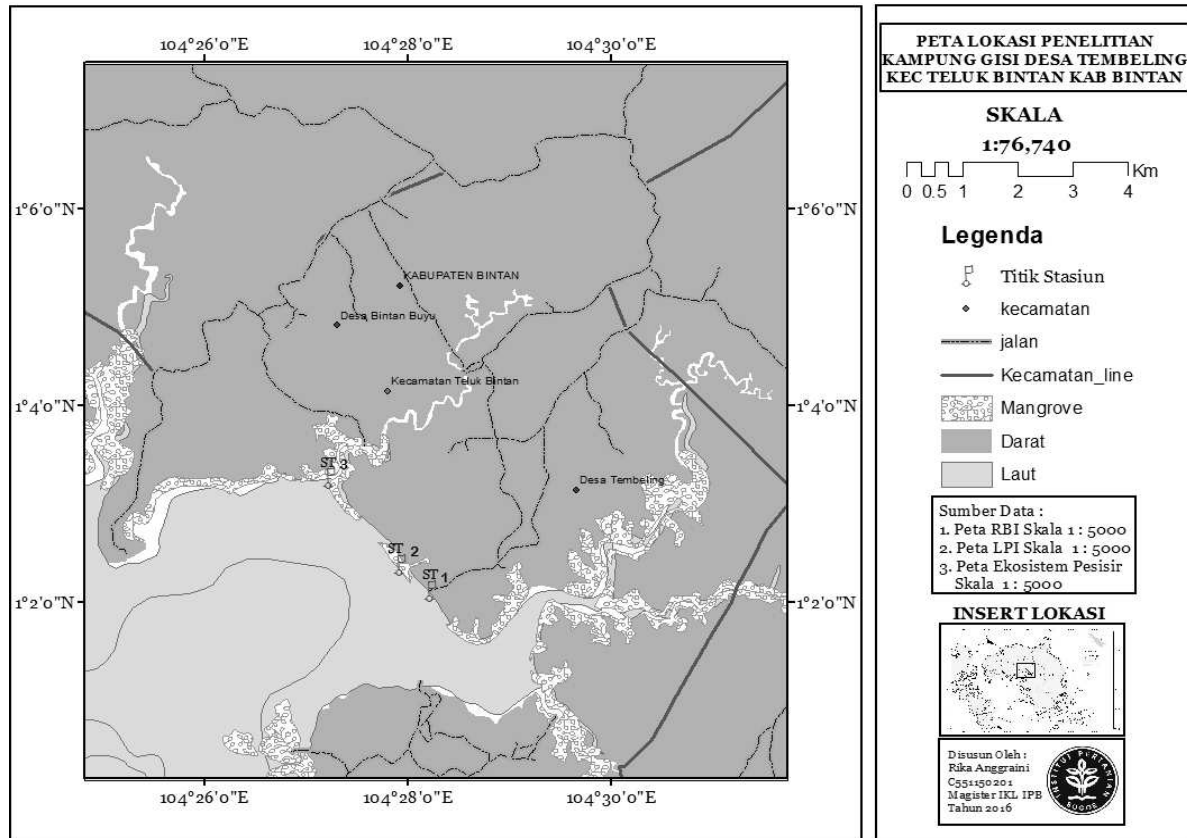 104°26'0"E 104°28'0"E 104°30'0"E
1°6'0"N 1°6'0"N
KABUPATEN BINTAN
Desa Bintan Buyu
Kecamatan Teluk Bintan
1°4'0"N 1°4'0"N
ST 3
Desa Tembeling
ST 2
ST 1
1°2'0"N 1°2'0"N
104°26'0"E 104°28'0"E 104°30'0"E
PETA LOKASI PENELITIAN
KAMPUNG GISI DESA TEMBELING
KEC TELUK BINTAN KAB BINTAN
SKALA
1:76,740
Km
0 0.5 1 2 3 4
Legenda
Titik Stasiun
kecamatan
jalan
Kecamatan_line
Mangrove
Darat
Laut
Sumber Data :
1. Peta RBI Skala 1 : 5000
2. Peta LPI Skala 1 : 5000
3. Peta Ekosistem Pesisir
Skala 1 : 5000
INSERT LOKASI
Disusun Oleh :
Rika Anggraini
C551150201
Magister IKL IPB
Tahun 2016
INSTITUT PERTANIAN
BOGOR